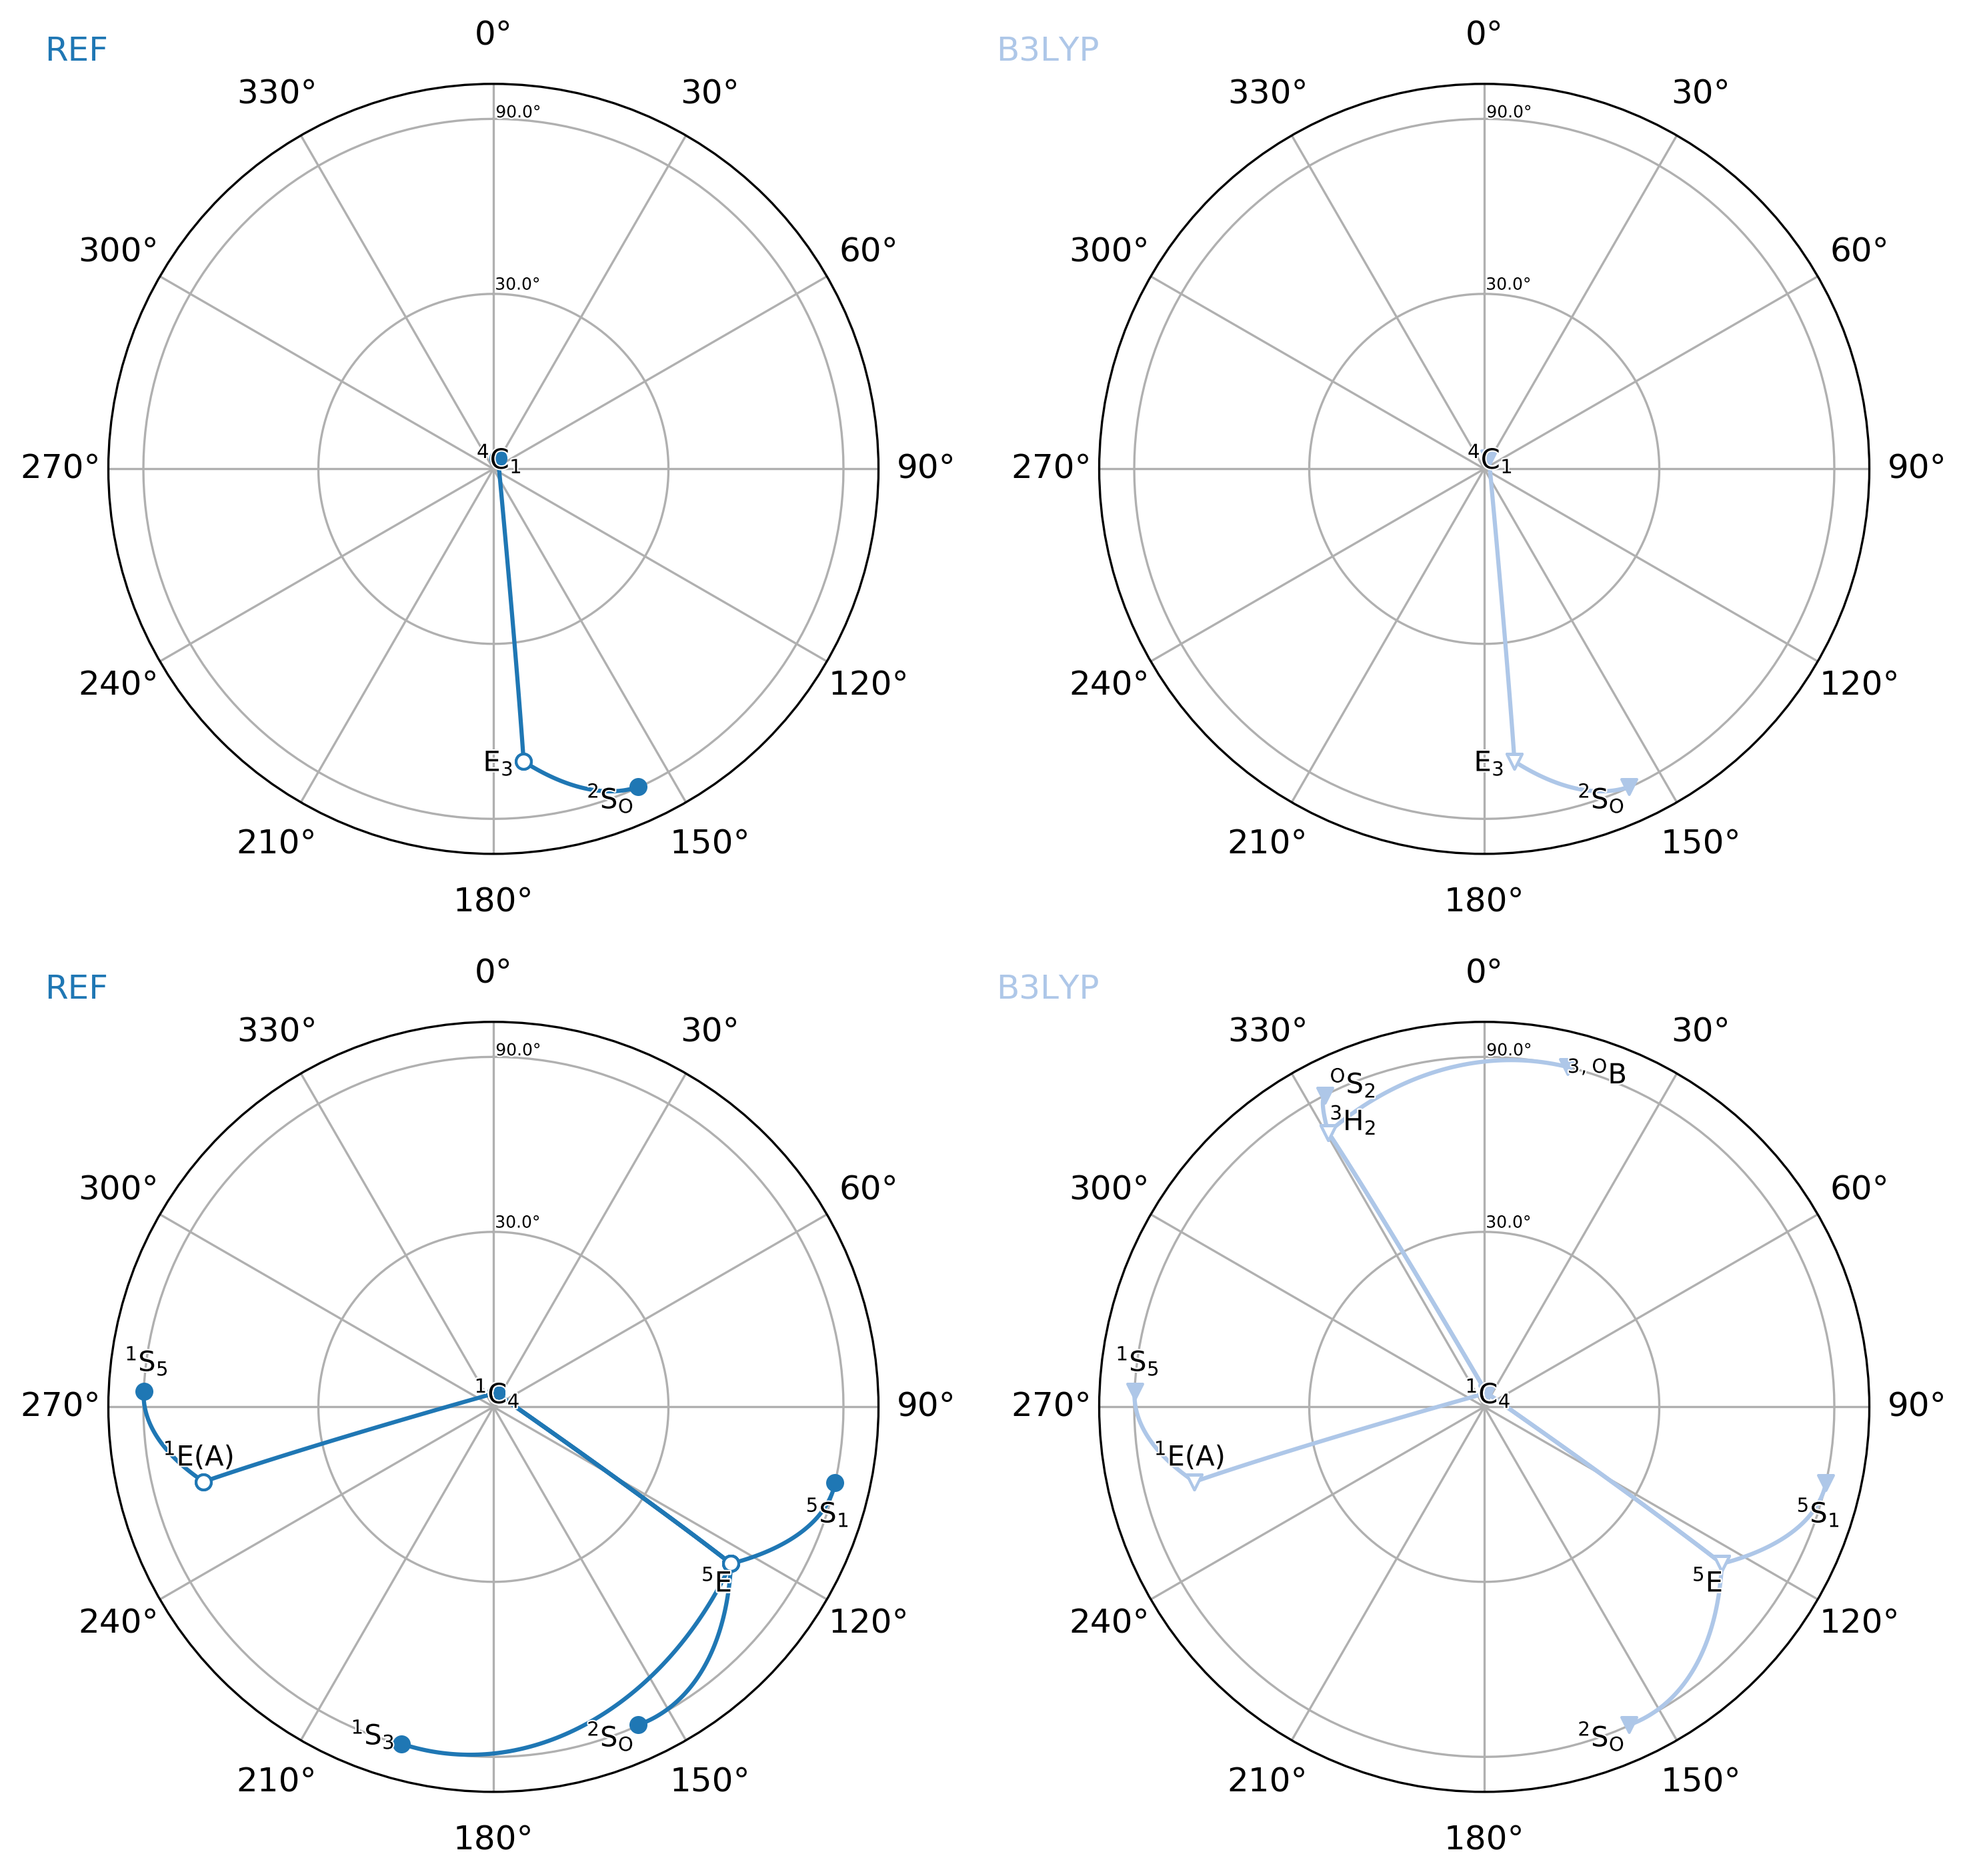 REF
0°
330°
30°
90.0°
300°
60°
30.0°
⁴C₁
270°
90°
240°
120°
E₃
²Sₒ
210°
150°
180°
B3LYP
0°
330°
30°
90.0°
300°
60°
30.0°
⁴C₁
270°
90°
240°
120°
E₃
²Sₒ
210°
150°
180°
REF
0°
330°
30°
90.0°
300°
60°
30.0°
¹S₅
¹C₄
270°
90°
¹E(A)
⁵S₁
⁵E
240°
120°
¹S₃
²Sₒ
210°
150°
180°
B3LYP
0°
330°
30°
90.0°
ᴼS₂
³,ᴼB
³H₂
300°
60°
30.0°
¹S₅
¹C₄
270°
90°
¹E(A)
⁵S₁
⁵E
240°
120°
²Sₒ
210°
150°
180°